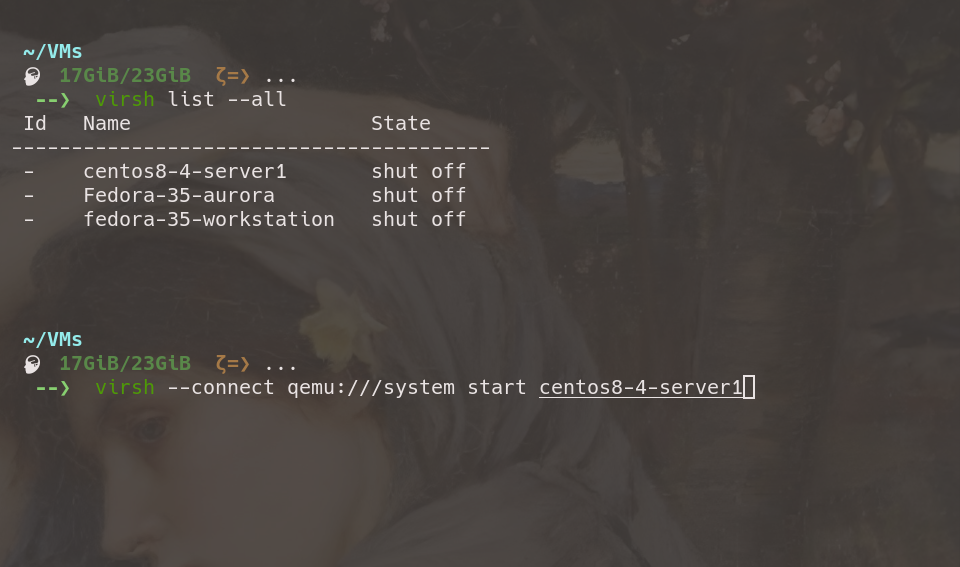 ~/VMs
17GiB/23GiB ζ=❯ ...
--❯ virsh list --all
Id Name State
----------------------------------------
- centos8-4-server1 shut off
- Fedora-35-aurora shut off
- fedora-35-workstation shut off
~/VMs
17GiB/23GiB ζ=❯ ...
--❯ virsh --connect qemu:///system start centos8-4-server1